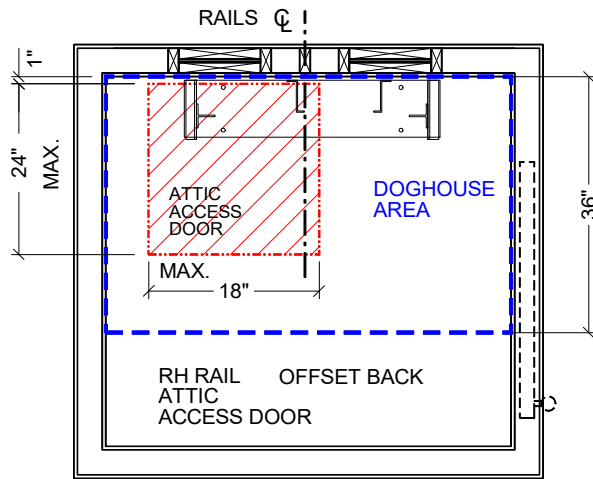 RAILS ℄
1"
24"
MAX.
ATTIC
ACCESS
DOOR
DOGHOUSE
AREA
36"
MAX.
18"
RH RAIL OFFSET BACK
ATTIC
ACCESS DOOR